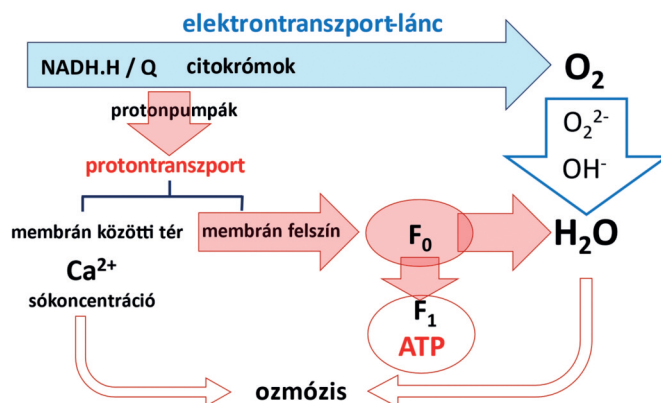 elektrontranszport-lánc
NADH.H / Q citokrómok
O₂
protonpumpák
O₂²⁻
protontranszport
OH⁻
membrán közötti tér
membrán felszín
F₀
H₂O
Ca²⁺
sókoncentráció
F₁
ATP
ozmózis